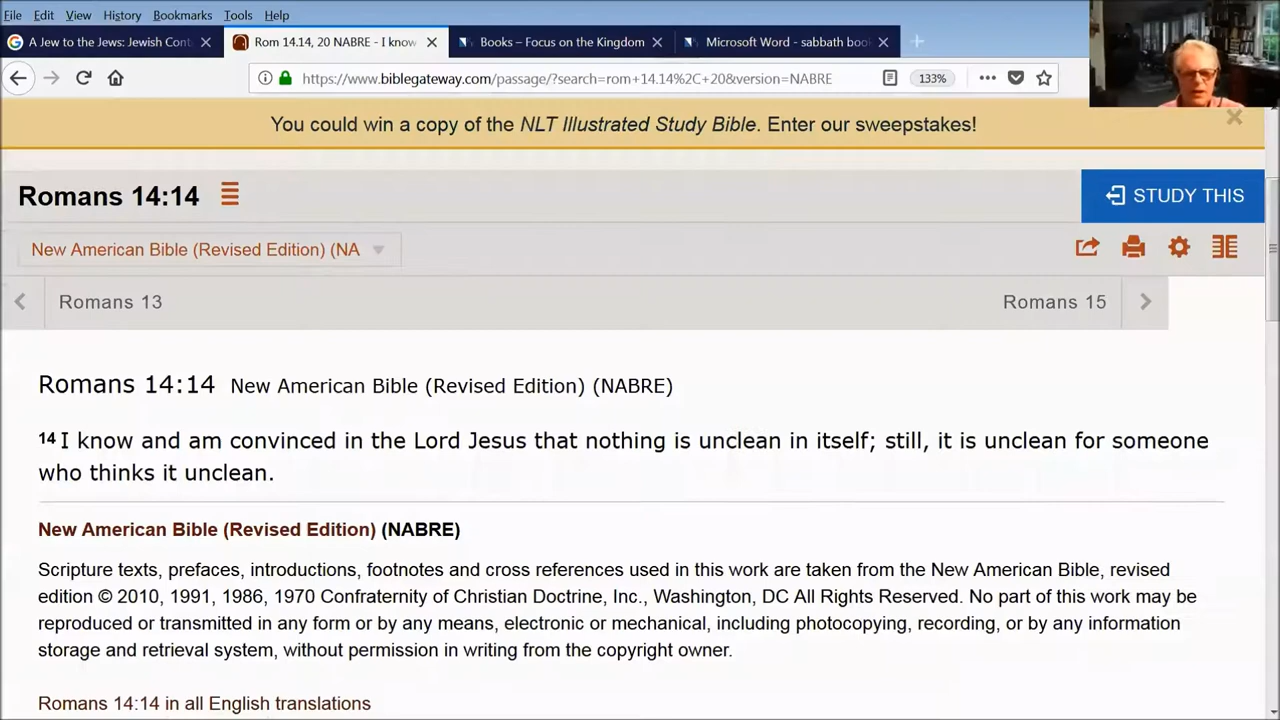 File Edit View History Bookmarks Tools Help
A Jew to the Jews: Jewish Cont
Rom 14.14, 20 NABRE - I know
Books – Focus on the Kingdom
Microsoft Word - sabbath boo
https://www.biblegateway.com/passage/?search=rom+14.14%2C+20&version=NABRE
133%
You could win a copy of the NLT Illustrated Study Bible. Enter our sweepstakes!
Romans 14:14
STUDY THIS
New American Bible (Revised Edition) (NA
Romans 13
Romans 15
Romans 14:14 New American Bible (Revised Edition) (NABRE)
14 I know and am convinced in the Lord Jesus that nothing is unclean in itself; still, it is unclean for someone
who thinks it unclean.
New American Bible (Revised Edition) (NABRE)
Scripture texts, prefaces, introductions, footnotes and cross references used in this work are taken from the New American Bible, revised
edition © 2010, 1991, 1986, 1970 Confraternity of Christian Doctrine, Inc., Washington, DC All Rights Reserved. No part of this work may be
reproduced or transmitted in any form or by any means, electronic or mechanical, including photocopying, recording, or by any information
storage and retrieval system, without permission in writing from the copyright owner.
Romans 14:14 in all English translations